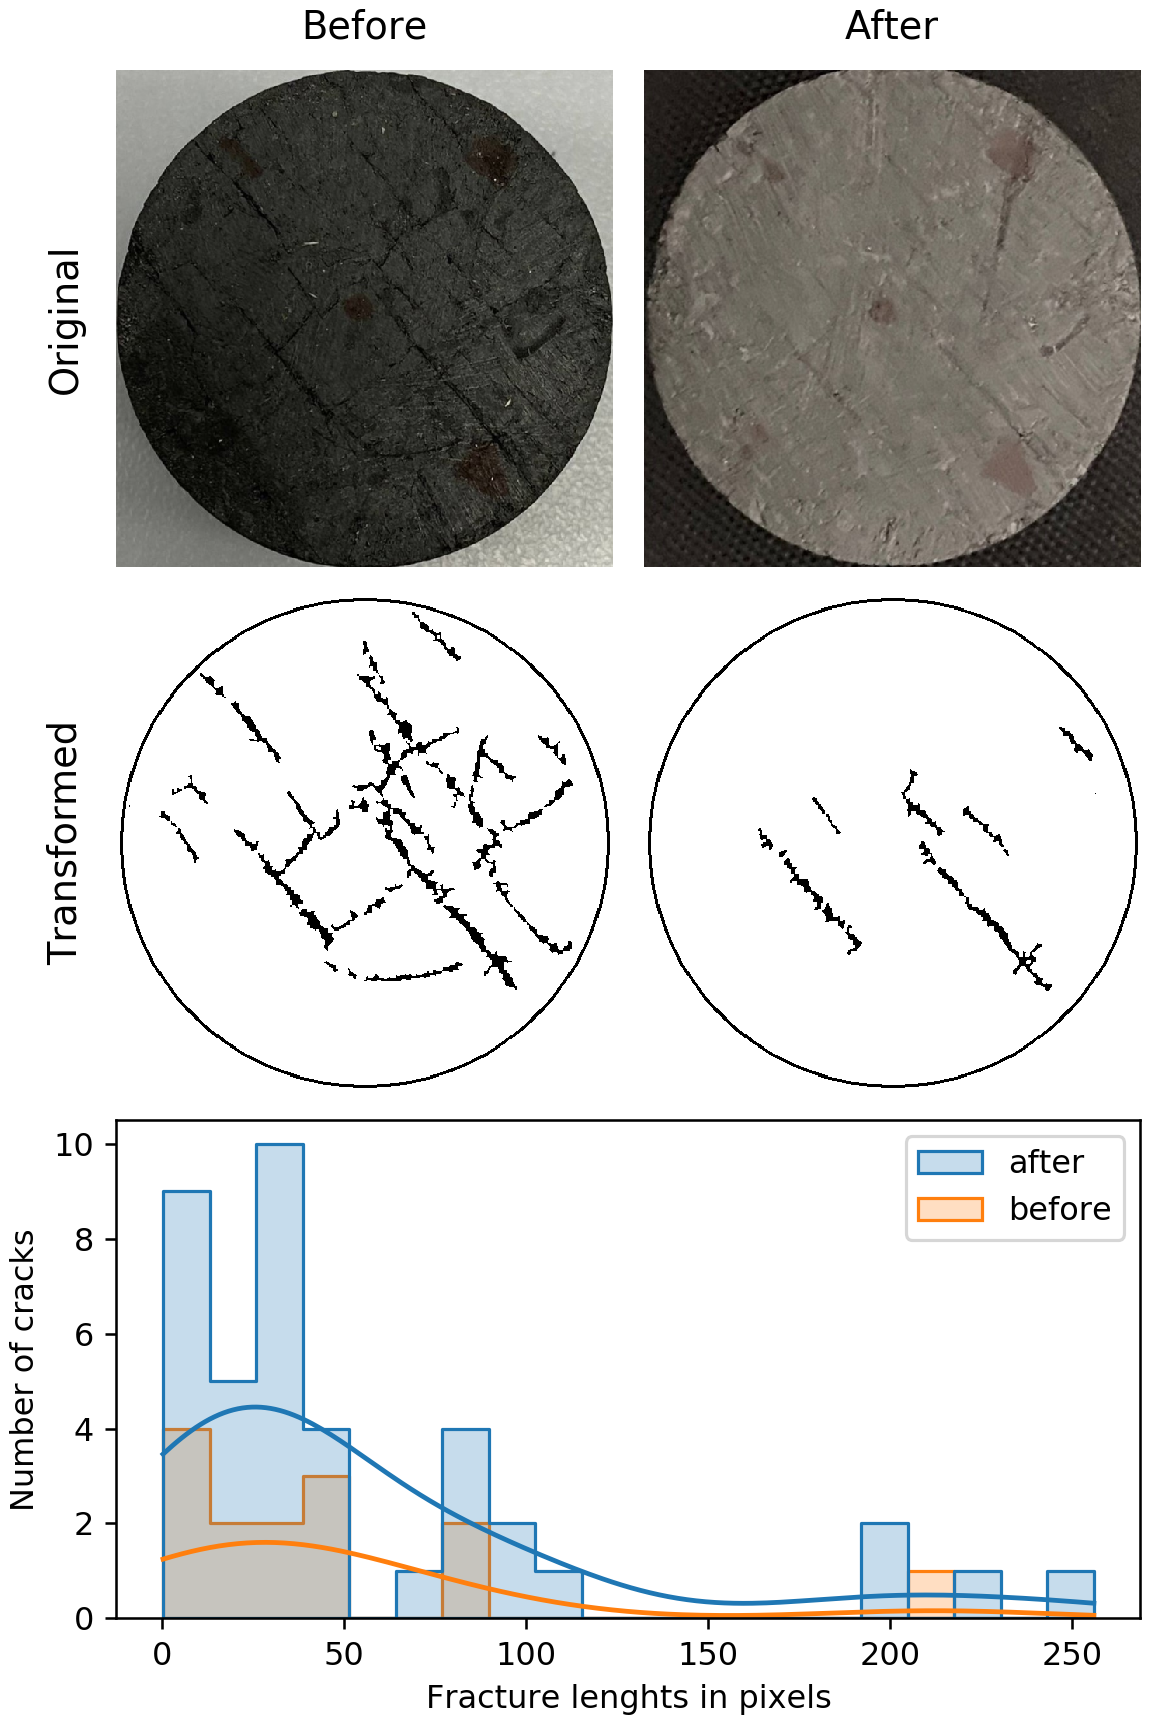 Before
After
Original
Transformed
Number of cracks
10
8
6
4
2
0
after
before
0
50
100
150
200
250
Fracture lenghts in pixels